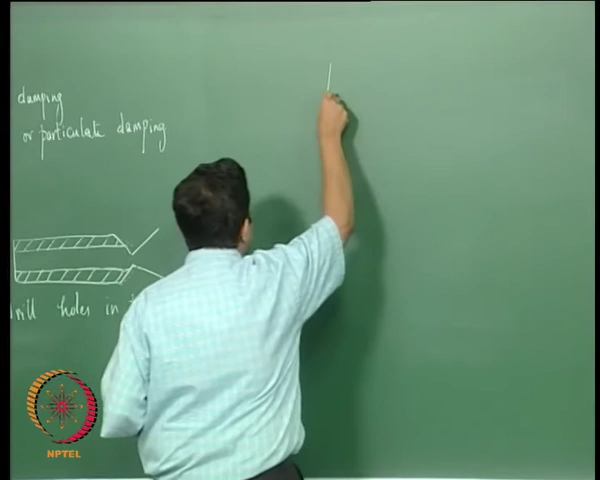 damping
or particulate damping
drill holes in
NPTEL